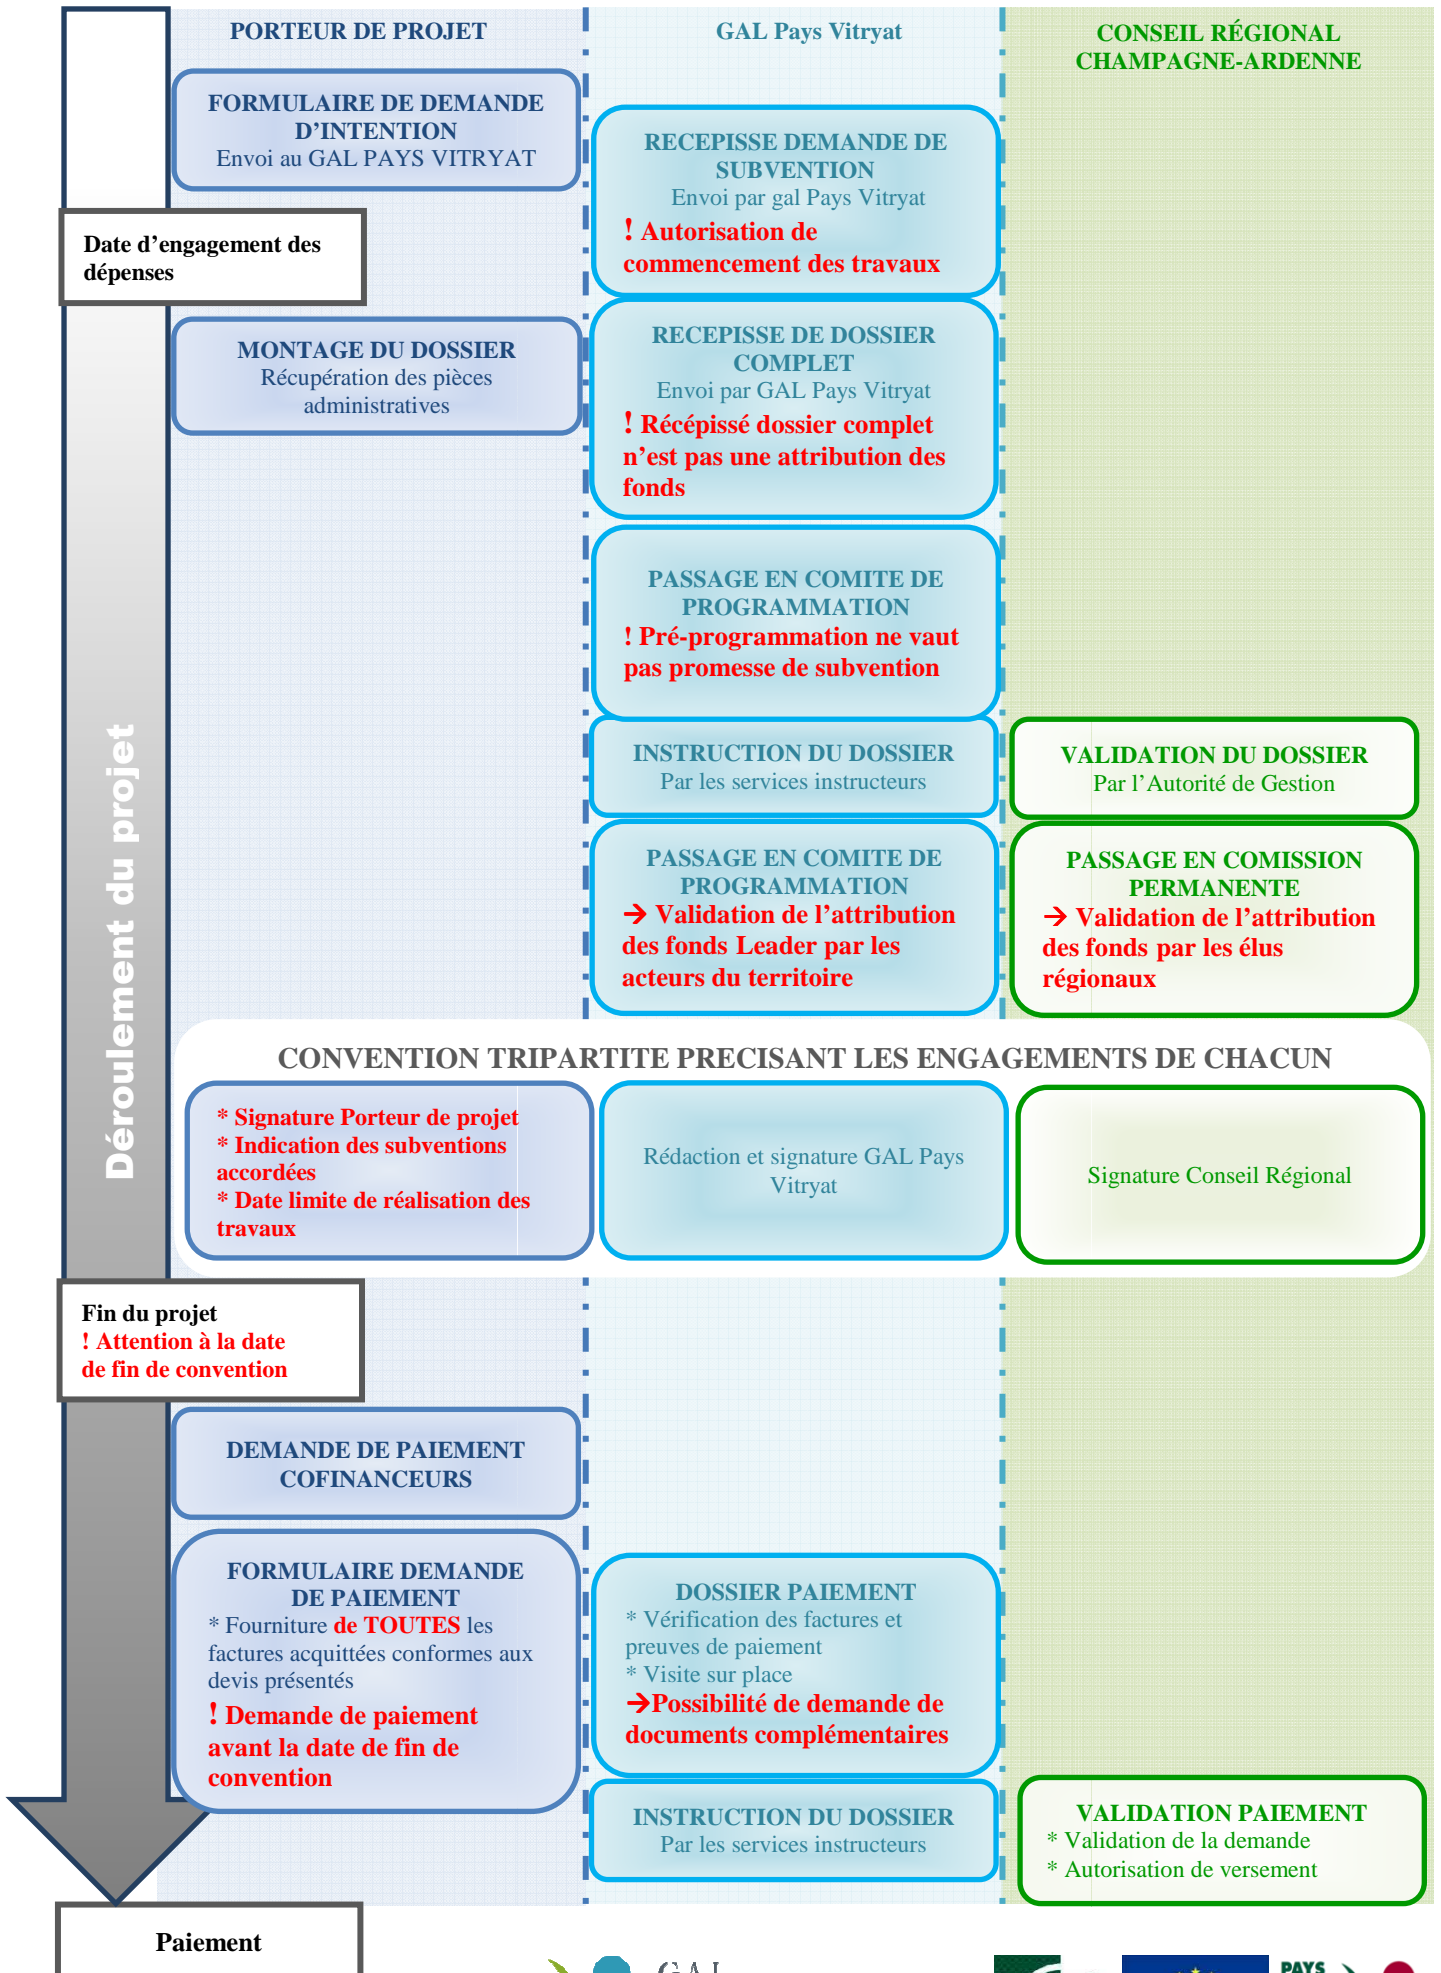 PORTEUR DE PROJET
GAL Pays Vitryat
CONSEIL RÉGIONAL
CHAMPAGNE-ARDENNE
FORMULAIRE DE DEMANDE
D’INTENTION
Envoi au GAL PAYS VITRYAT
RECEPISSE DEMANDE DE
SUBVENTION
Envoi par gal Pays Vitryat
! Autorisation de
commencement des travaux
Date d’engagement des
dépenses
MONTAGE DU DOSSIER
Récupération des pièces
administratives
RECEPISSE DE DOSSIER
COMPLET
Envoi par GAL Pays Vitryat
! Récépissé dossier complet
n’est pas une attribution des
fonds
PASSAGE EN COMITE DE
PROGRAMMATION
! Pré-programmation ne vaut
pas promesse de subvention
INSTRUCTION DU DOSSIER
Par les services instructeurs
VALIDATION DU DOSSIER
Par l’Autorité de Gestion
PASSAGE EN COMITE DE
PROGRAMMATION
→ Validation de l’attribution
des fonds Leader par les
acteurs du territoire
PASSAGE EN COMISSION
PERMANENTE
→ Validation de l’attribution
des fonds par les élus
régionaux
Déroulement du projet
CONVENTION TRIPARTITE PRECISANT LES ENGAGEMENTS DE CHACUN
* Signature Porteur de projet
* Indication des subventions
accordées
* Date limite de réalisation des
travaux
Rédaction et signature GAL Pays
Vitryat
Signature Conseil Régional
Fin du projet
! Attention à la date
de fin de convention
DEMANDE DE PAIEMENT
COFINANCEURS
FORMULAIRE DEMANDE
DE PAIEMENT
* Fourniture de TOUTES les
factures acquittées conformes aux
devis présentés
! Demande de paiement
avant la date de fin de
convention
DOSSIER PAIEMENT
* Vérification des factures et
preuves de paiement
* Visite sur place
→Possibilité de demande de
documents complémentaires
INSTRUCTION DU DOSSIER
Par les services instructeurs
VALIDATION PAIEMENT
* Validation de la demande
* Autorisation de versement
Paiement
GAL
PAYS